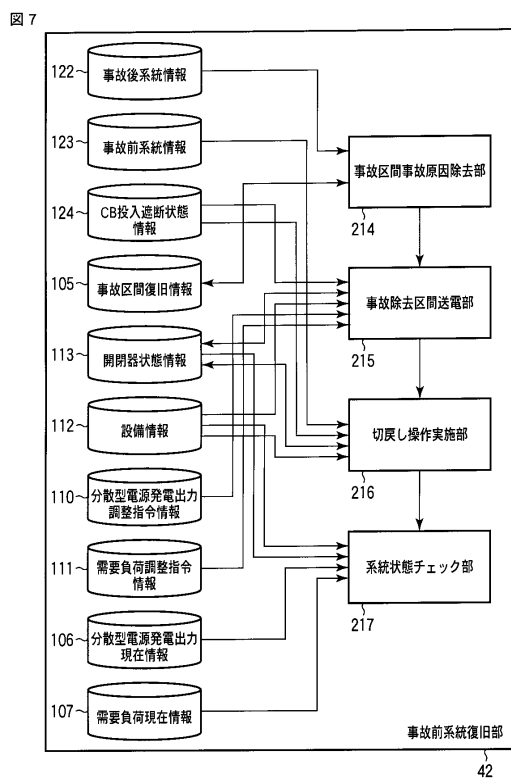 図7
122
事故後系統情報
123
事故前系統情報
124
CB投入遮断状態
情報
105
事故区間復旧情報
113
開閉器状態情報
112
設備情報
110
分散型電源発電出力
調整指令情報
111
需要負荷調整指令
情報
106
分散型電源発電出力
現在情報
107
需要負荷現在情報
事故区間事故原因除去部
214
事故除去区間送電部
215
切戻し操作実施部
216
系統状態チェック部
217
事故前系統復旧部
42